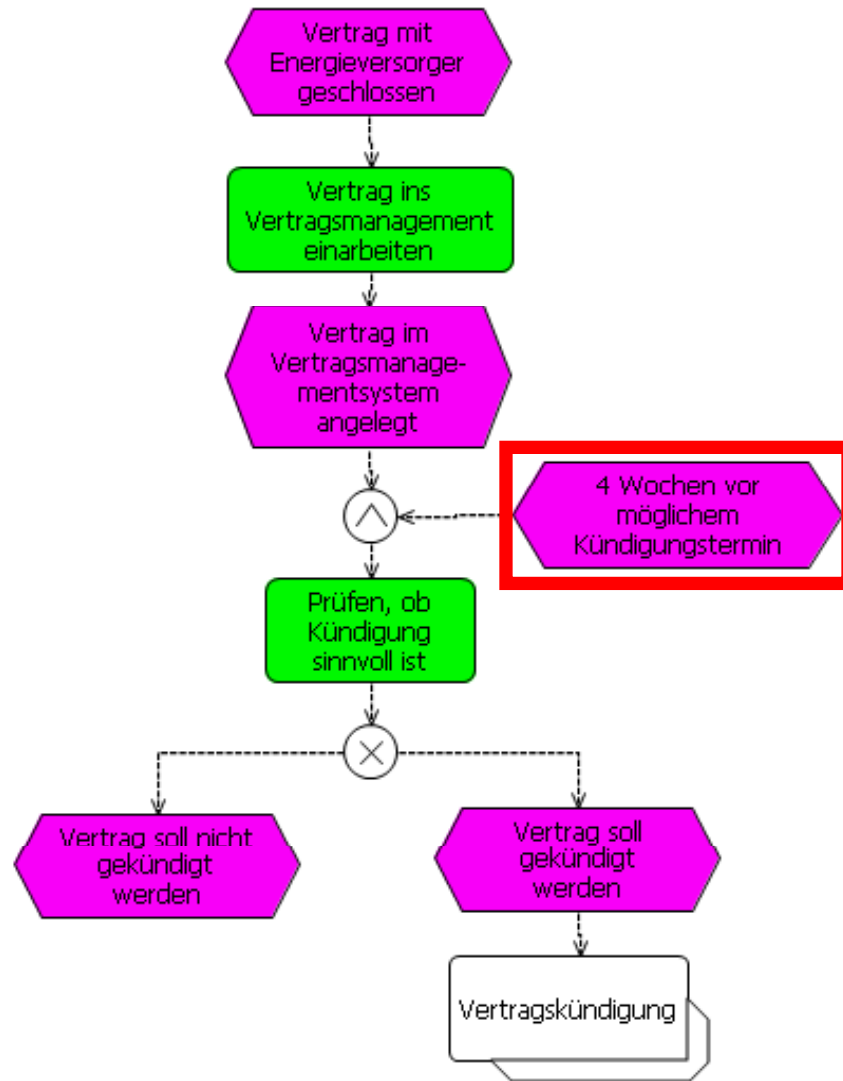 Vertrag mit
Energieversorger
geschlossen
Vertrag ins
Vertragsmanagement
einarbeiten
Vertrag im
Vertragsmanage-
mentsystem
angelegt
4 Wochen vor
möglichem
Kündigungstermin
Prüfen, ob
Kündigung
sinnvoll ist
Vertrag soll nicht
gekündigt
werden
Vertrag soll
gekündigt
werden
Vertragskündigung